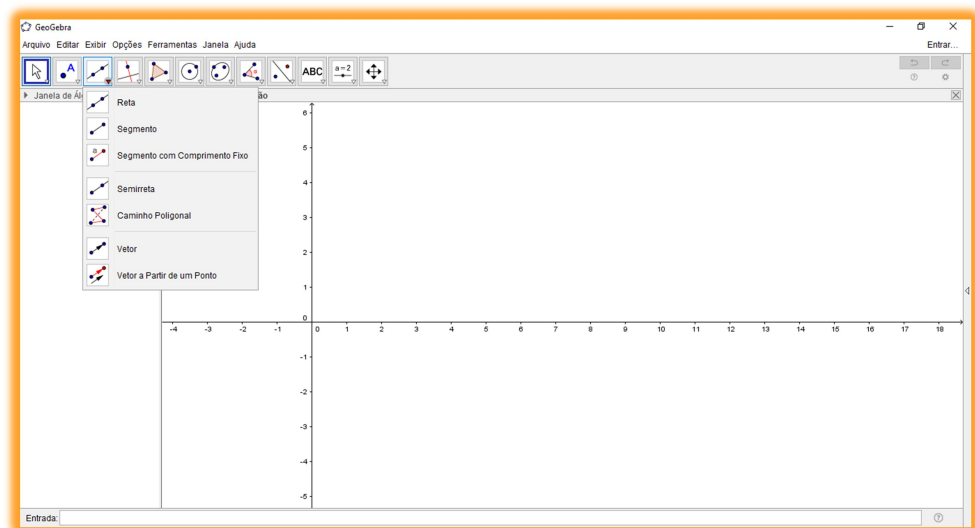 GeoGebra
Arquivo Editar Exibir Opções Ferramentas Janela Ajuda
Entrar...
A
ABC
a=2
Janela de Ál
ão
Reta
Segmento
a
Segmento com Comprimento Fixo
Semirreta
Caminho Poligonal
Vetor
Vetor a Partir de um Ponto
6
5
4
3
2
1
0
-4 -3 -2 -1 0 1 2 3 4 5 6 7 8 9 10 11 12 13 14 15 16 17 18
-1
-2
-3
-4
-5
Entrada: